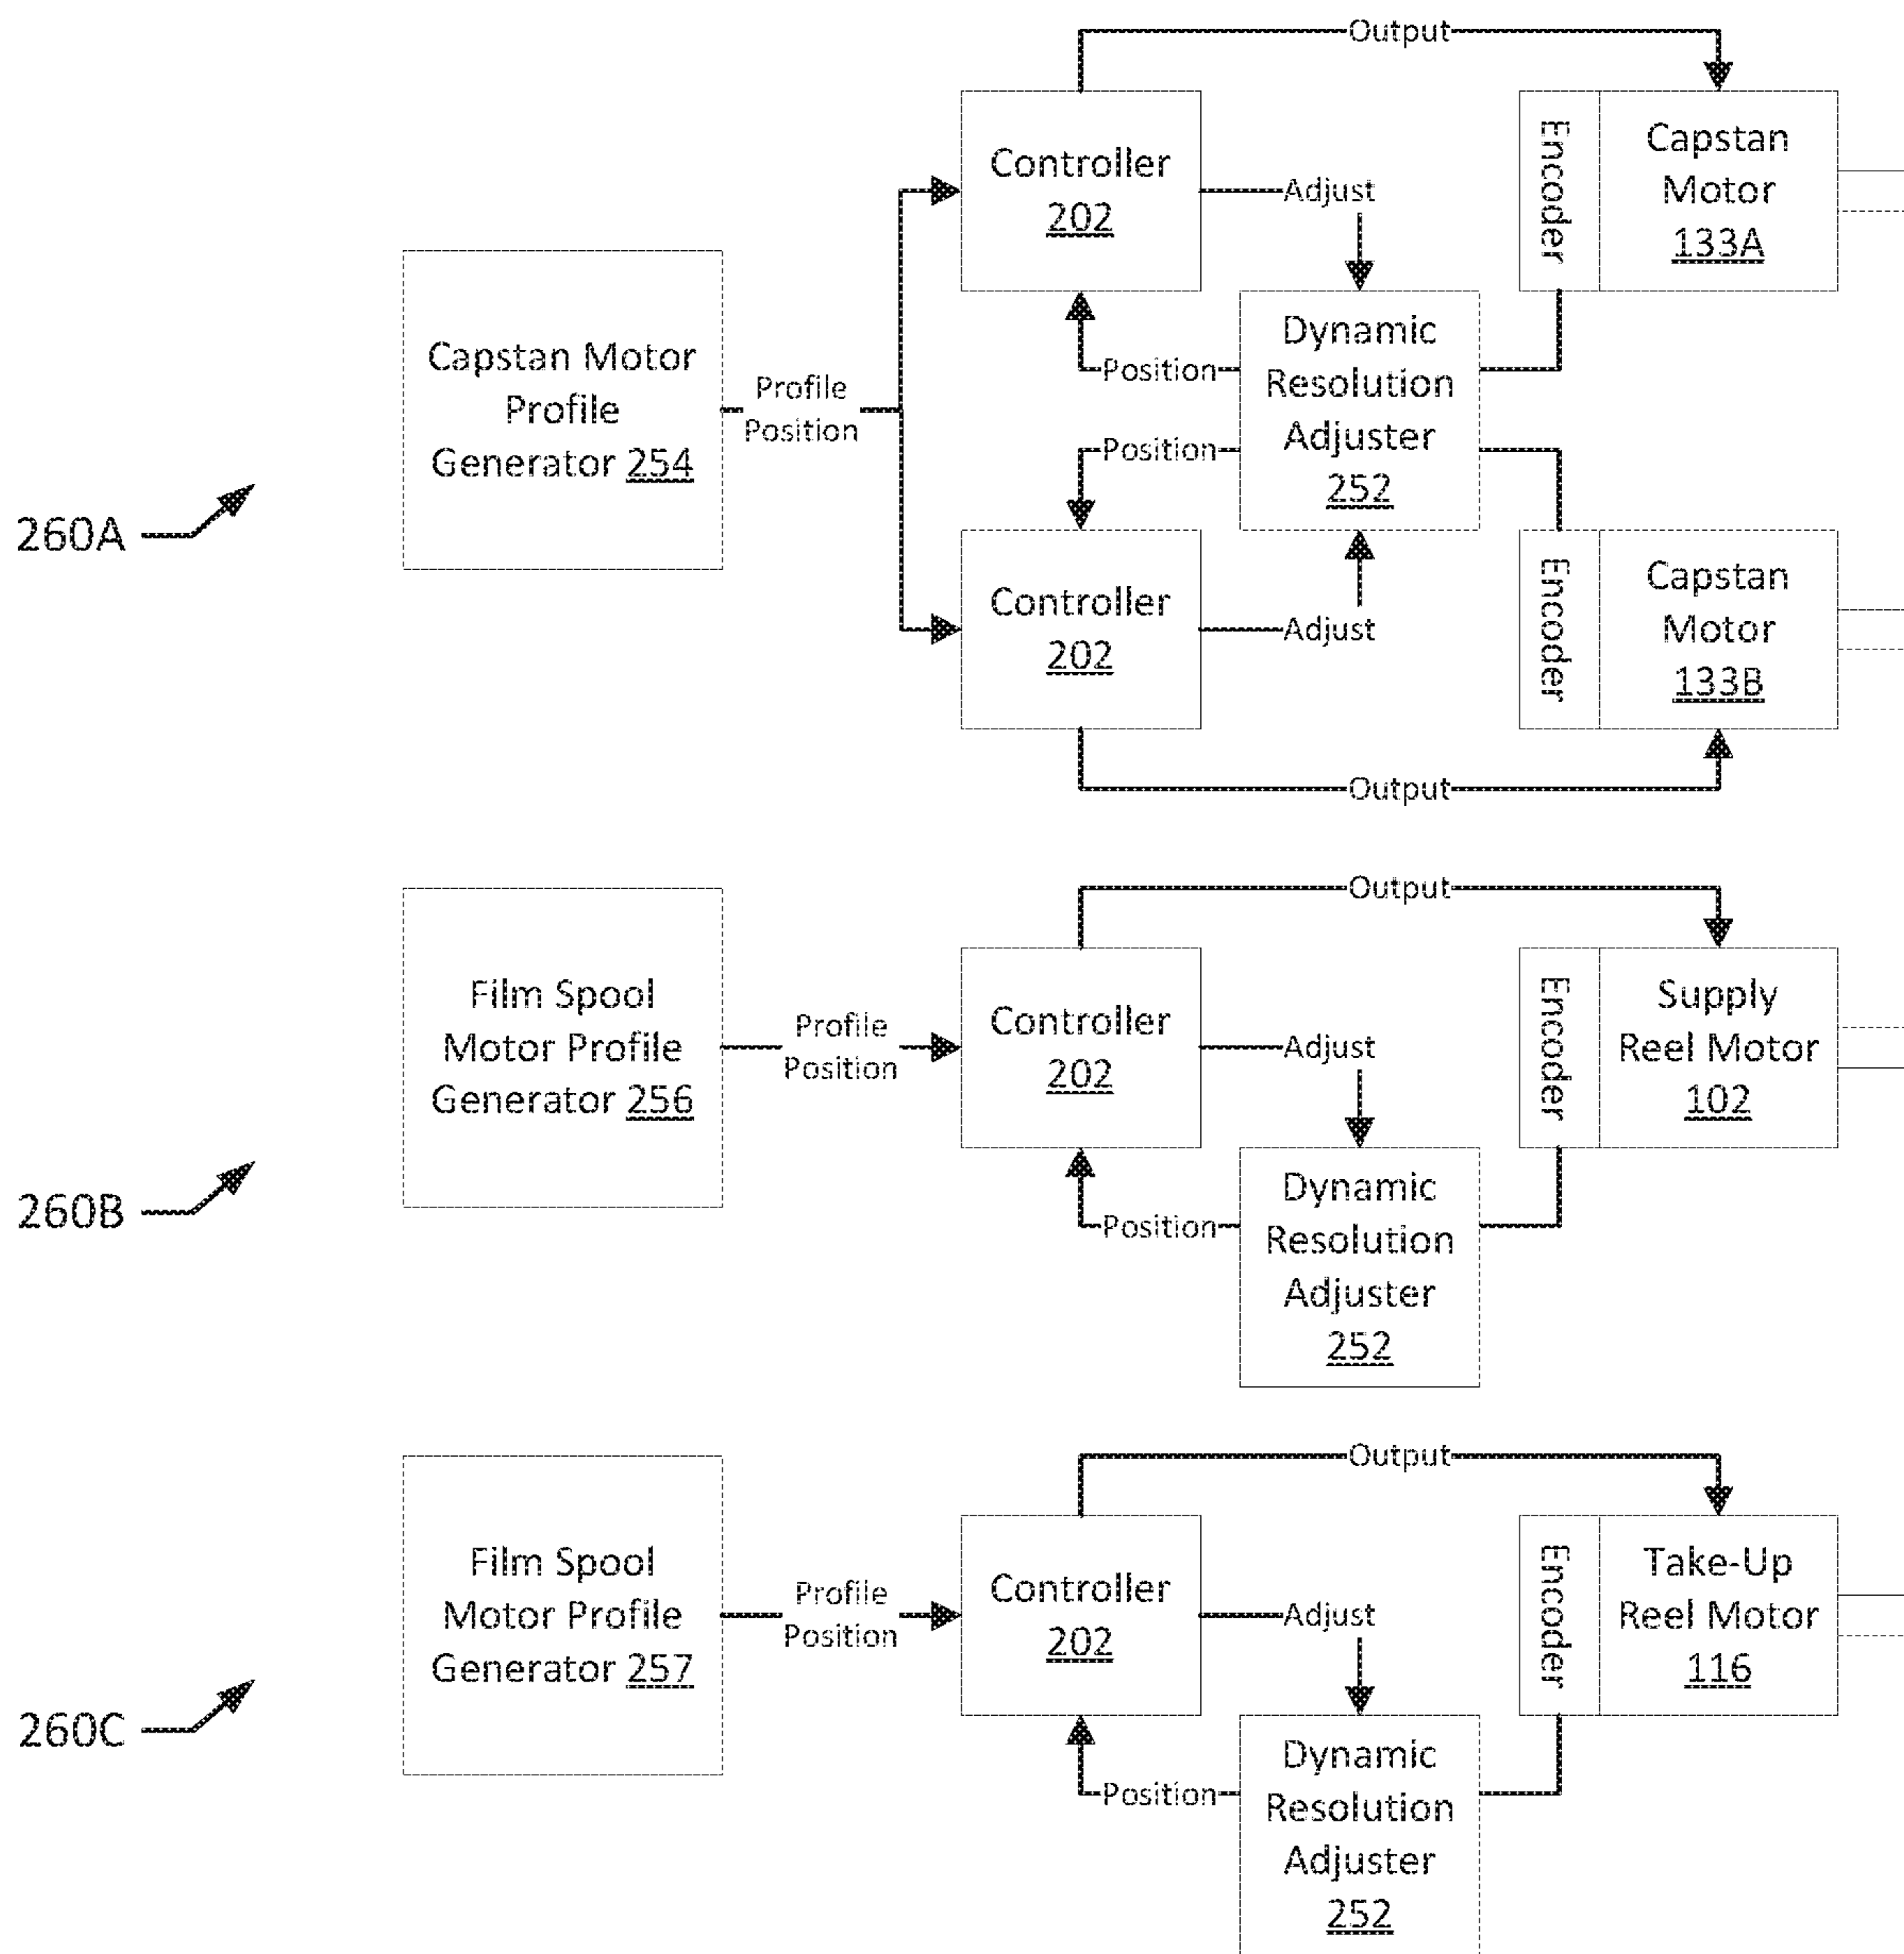 Output
Controller
202
Adjust
Encoder
Capstan
Motor
133A
Capstan Motor
Profile
Generator 254
Profile
Position
Position
Dynamic
Resolution
Adjuster
252
Position
260A
Controller
202
Adjust
Encoder
Capstan
Motor
133B
Output
Output
Film Spool
Motor Profile
Generator 256
Profile
Position
Controller
202
Adjust
Encoder
Supply
Reel Motor
102
260B
Position
Dynamic
Resolution
Adjuster
252
Output
Film Spool
Motor Profile
Generator 257
Profile
Position
Controller
202
Adjust
Encoder
Take-Up
Reel Motor
116
260C
Position
Dynamic
Resolution
Adjuster
252